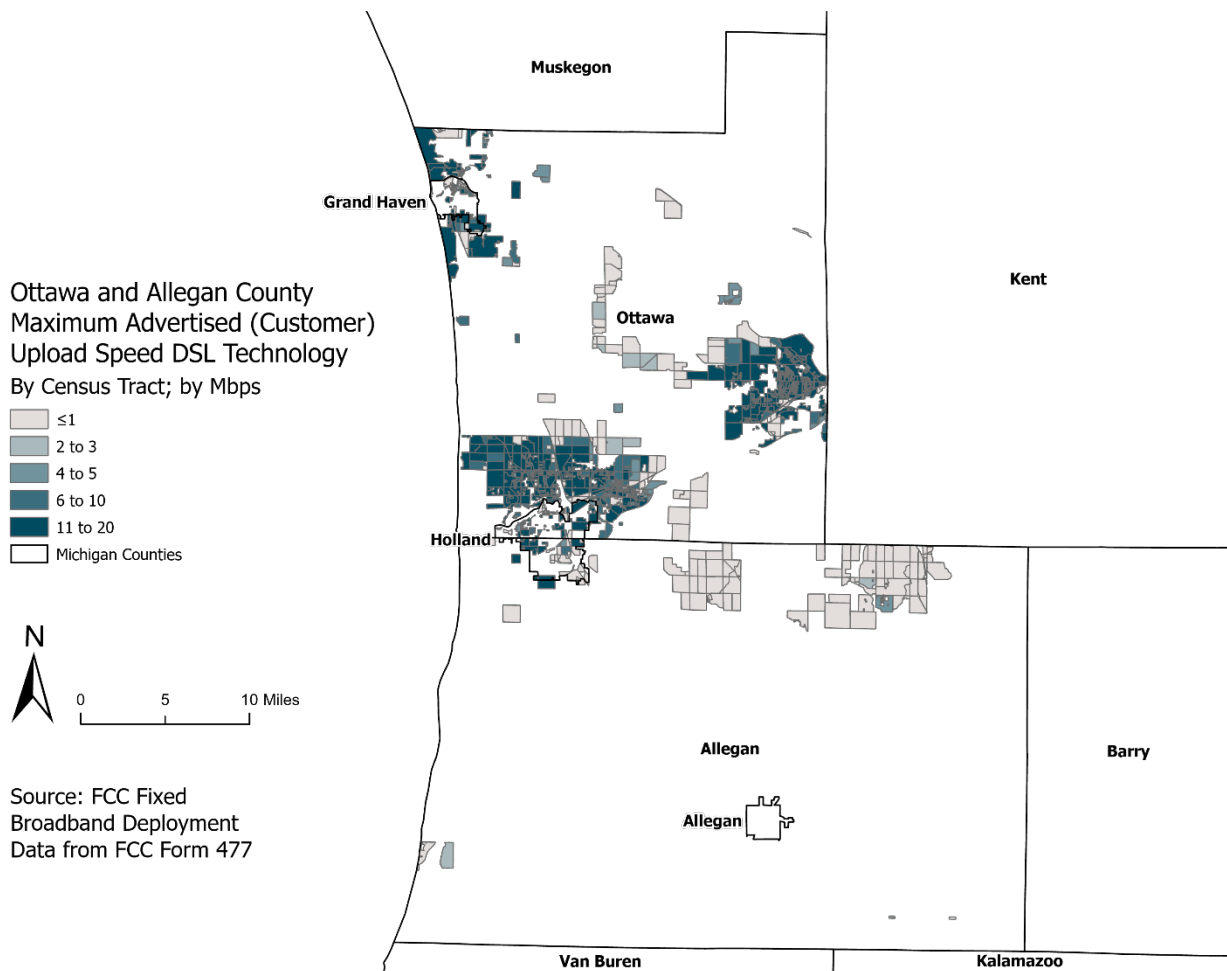 Muskegon
Grand Haven
Kent
Ottawa and Allegan County
Maximum Advertised (Customer)
Upload Speed DSL Technology
By Census Tract; by Mbps
≤1
2 to 3
4 to 5
6 to 10
11 to 20
Michigan Counties
Ottawa
Holland
N
0 5 10 Miles
Allegan
Barry
Allegan
Source: FCC Fixed
Broadband Deployment
Data from FCC Form 477
Van Buren
Kalamazoo